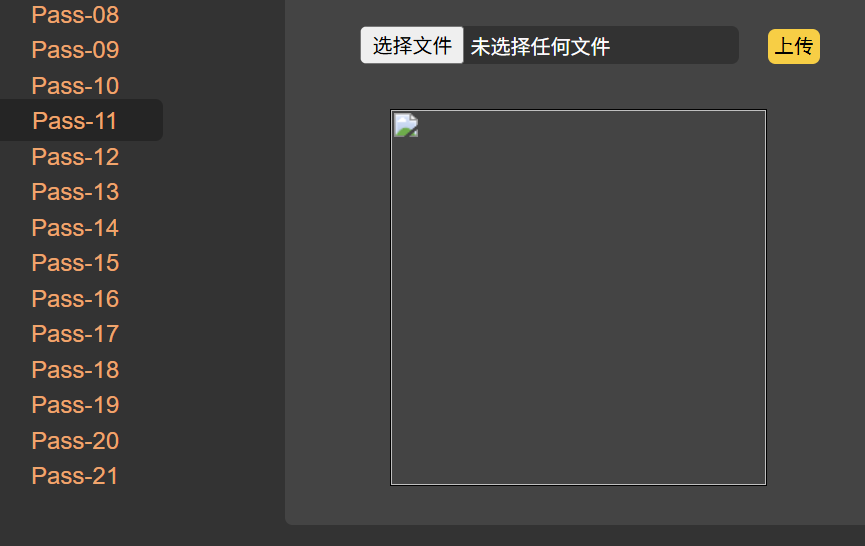 Pass-08
Pass-09
Pass-10
Pass-11
Pass-12
Pass-13
Pass-14
Pass-15
Pass-16
Pass-17
Pass-18
Pass-19
Pass-20
Pass-21
选择文件 未选择任何文件 上传